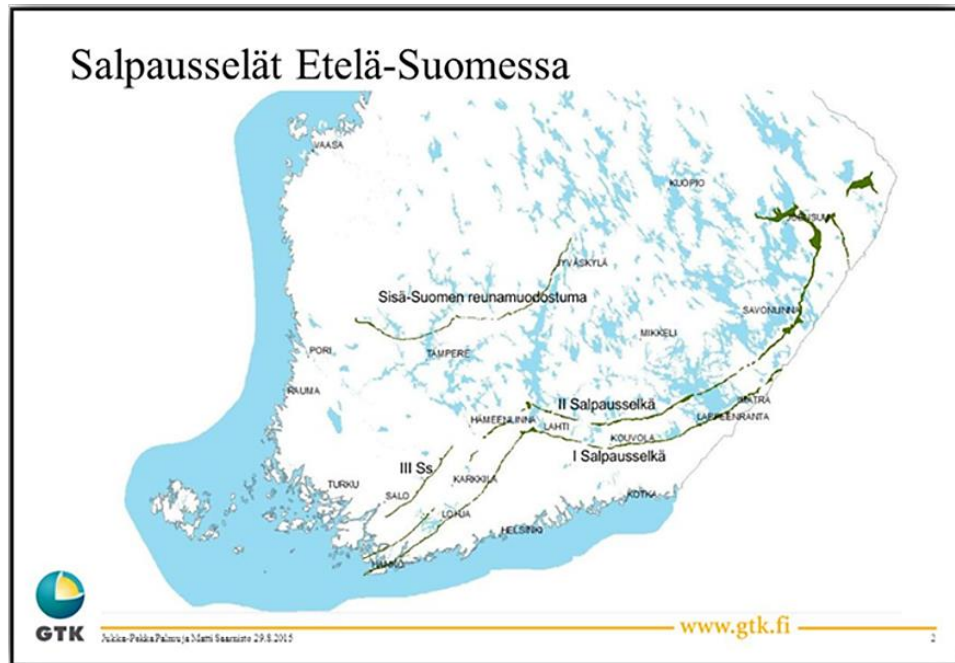 Salpausselät Etelä-Suomessa
VAASA
KUOPIO
JOENSUU
JYVÄSKYLÄ
Sisä-Suomen reunamuodostuma
SAVONLINNA
MIKKELI
PORI
TAMPERE
RAUMA
IMATRA
II Salpausselkä
LAPPEENRANTA
HÄMEENLINNA
LAHTI
KOUVOLA
I Salpausselkä
III Ss
TURKU
SALO
KARKKILA
KOTKA
LOHJA
HELSINKI
HANKO
GTK
Jukka-Pekka Palmu ja Matti Saarnisto 29.8.2015
www.gtk.fi
2